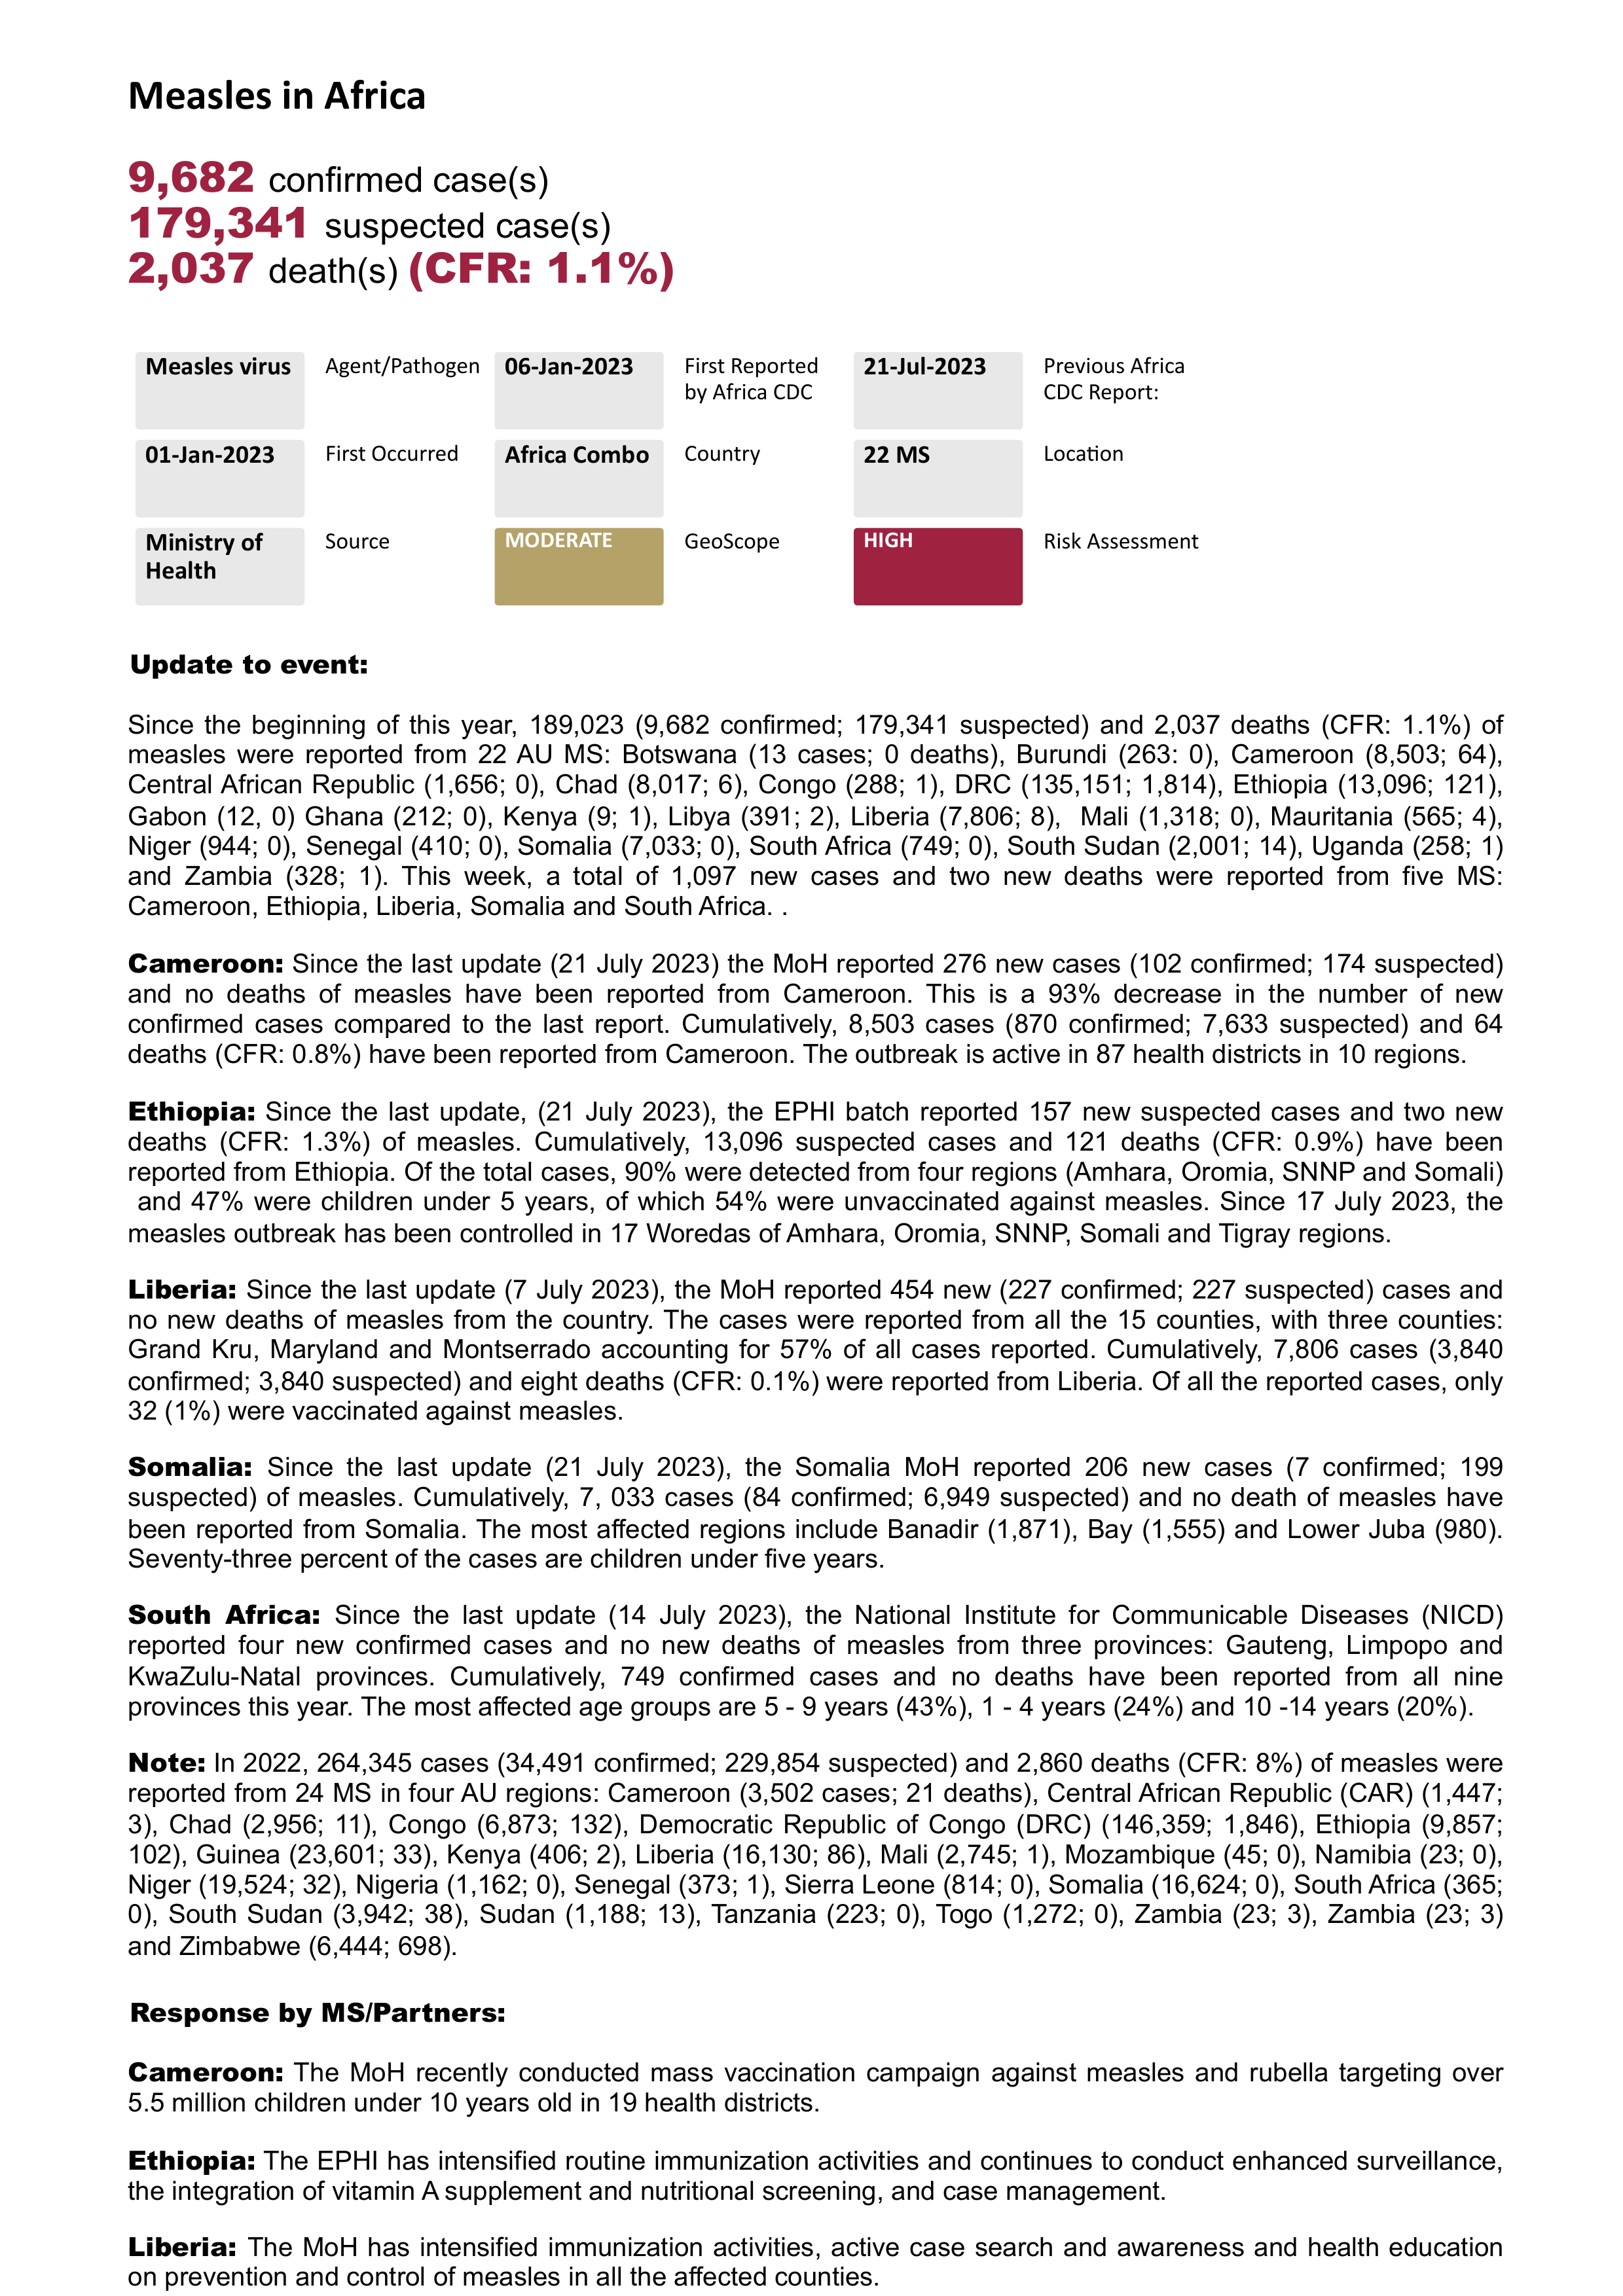 Measles in Africa
9,682 confirmed case(s)
179,341 suspected case(s)
2,037 death(s) (CFR: 1.1%)
Measles virus Agent/Pathogen 06-Jan-2023 First Reported by Africa CDC 21-Jul-2023 Previous Africa CDC Report:
01-Jan-2023 First Occurred Africa Combo Country 22 MS Location
Ministry of Health Source MODERATE GeoScope HIGH Risk Assessment
Update to event:
Since the beginning of this year, 189,023 (9,682 confirmed; 179,341 suspected) and 2,037 deaths (CFR: 1.1%) of
measles were reported from 22 AU MS: Botswana (13 cases; 0 deaths), Burundi (263: 0), Cameroon (8,503; 64),
Central African Republic (1,656; 0), Chad (8,017; 6), Congo (288; 1), DRC (135,151; 1,814), Ethiopia (13,096; 121),
Gabon (12, 0) Ghana (212; 0), Kenya (9; 1), Libya (391; 2), Liberia (7,806; 8), Mali (1,318; 0), Mauritania (565; 4),
Niger (944; 0), Senegal (410; 0), Somalia (7,033; 0), South Africa (749; 0), South Sudan (2,001; 14), Uganda (258; 1)
and Zambia (328; 1). This week, a total of 1,097 new cases and two new deaths were reported from five MS:
Cameroon, Ethiopia, Liberia, Somalia and South Africa. .
Cameroon: Since the last update (21 July 2023) the MoH reported 276 new cases (102 confirmed; 174 suspected)
and no deaths of measles have been reported from Cameroon. This is a 93% decrease in the number of new
confirmed cases compared to the last report. Cumulatively, 8,503 cases (870 confirmed; 7,633 suspected) and 64
deaths (CFR: 0.8%) have been reported from Cameroon. The outbreak is active in 87 health districts in 10 regions.
Ethiopia: Since the last update, (21 July 2023), the EPHI batch reported 157 new suspected cases and two new
deaths (CFR: 1.3%) of measles. Cumulatively, 13,096 suspected cases and 121 deaths (CFR: 0.9%) have been
reported from Ethiopia. Of the total cases, 90% were detected from four regions (Amhara, Oromia, SNNP and Somali)
and 47% were children under 5 years, of which 54% were unvaccinated against measles. Since 17 July 2023, the
measles outbreak has been controlled in 17 Woredas of Amhara, Oromia, SNNP, Somali and Tigray regions.
Liberia: Since the last update (7 July 2023), the MoH reported 454 new (227 confirmed; 227 suspected) cases and
no new deaths of measles from the country. The cases were reported from all the 15 counties, with three counties:
Grand Kru, Maryland and Montserrado accounting for 57% of all cases reported. Cumulatively, 7,806 cases (3,840
confirmed; 3,840 suspected) and eight deaths (CFR: 0.1%) were reported from Liberia. Of all the reported cases, only
32 (1%) were vaccinated against measles.
Somalia: Since the last update (21 July 2023), the Somalia MoH reported 206 new cases (7 confirmed; 199
suspected) of measles. Cumulatively, 7, 033 cases (84 confirmed; 6,949 suspected) and no death of measles have
been reported from Somalia. The most affected regions include Banadir (1,871), Bay (1,555) and Lower Juba (980).
Seventy-three percent of the cases are children under five years.
South Africa: Since the last update (14 July 2023), the National Institute for Communicable Diseases (NICD)
reported four new confirmed cases and no new deaths of measles from three provinces: Gauteng, Limpopo and
KwaZulu-Natal provinces. Cumulatively, 749 confirmed cases and no deaths have been reported from all nine
provinces this year. The most affected age groups are 5 - 9 years (43%), 1 - 4 years (24%) and 10 -14 years (20%).
Note: In 2022, 264,345 cases (34,491 confirmed; 229,854 suspected) and 2,860 deaths (CFR: 8%) of measles were
reported from 24 MS in four AU regions: Cameroon (3,502 cases; 21 deaths), Central African Republic (CAR) (1,447;
3), Chad (2,956; 11), Congo (6,873; 132), Democratic Republic of Congo (DRC) (146,359; 1,846), Ethiopia (9,857;
102), Guinea (23,601; 33), Kenya (406; 2), Liberia (16,130; 86), Mali (2,745; 1), Mozambique (45; 0), Namibia (23; 0),
Niger (19,524; 32), Nigeria (1,162; 0), Senegal (373; 1), Sierra Leone (814; 0), Somalia (16,624; 0), South Africa (365;
0), South Sudan (3,942; 38), Sudan (1,188; 13), Tanzania (223; 0), Togo (1,272; 0), Zambia (23; 3), Zambia (23; 3)
and Zimbabwe (6,444; 698).
Response by MS/Partners:
Cameroon: The MoH recently conducted mass vaccination campaign against measles and rubella targeting over
5.5 million children under 10 years old in 19 health districts.
Ethiopia: The EPHI has intensified routine immunization activities and continues to conduct enhanced surveillance,
the integration of vitamin A supplement and nutritional screening, and case management.
Liberia: The MoH has intensified immunization activities, active case search and awareness and health education
on prevention and control of measles in all the affected counties.